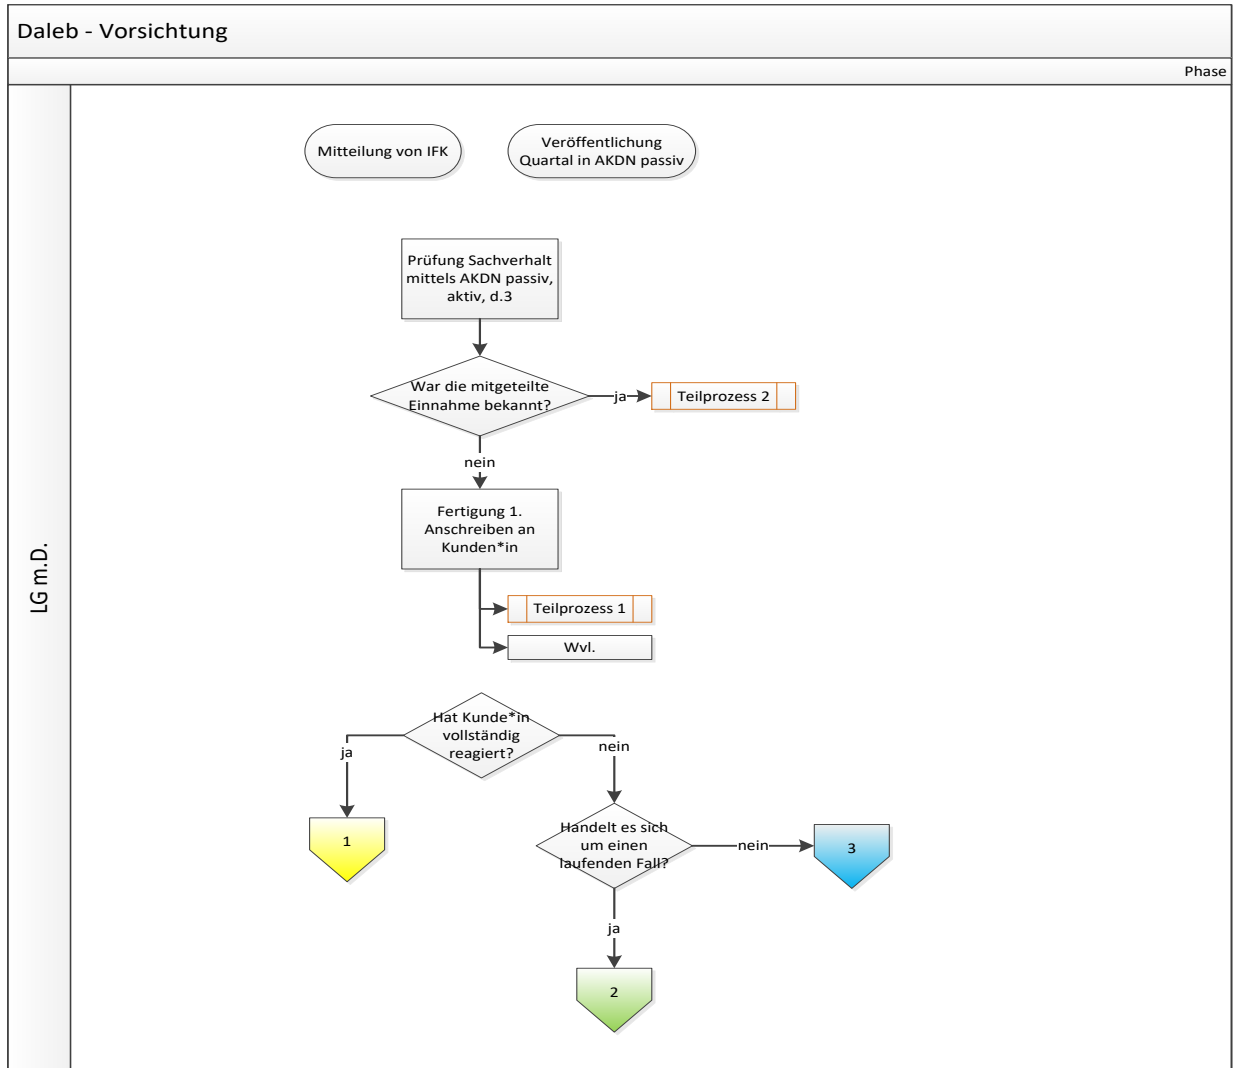 Daleb - Vorsichtung
Phase
LG m.D.
Mitteilung von IFK
Veröffentlichung
Quartal in AKDN passiv
Prüfung Sachverhalt
mittels AKDN passiv,
aktiv, d.3
War die mitgeteilte
Einnahme bekannt?
ja
Teilprozess 2
nein
Fertigung 1.
Anschreiben an
Kunden*in
Teilprozess 1
Wvl.
Hat Kunde*in
vollständig
reagiert?
ja
nein
1
Handelt es sich
um einen
laufenden Fall?
nein
3
ja
2